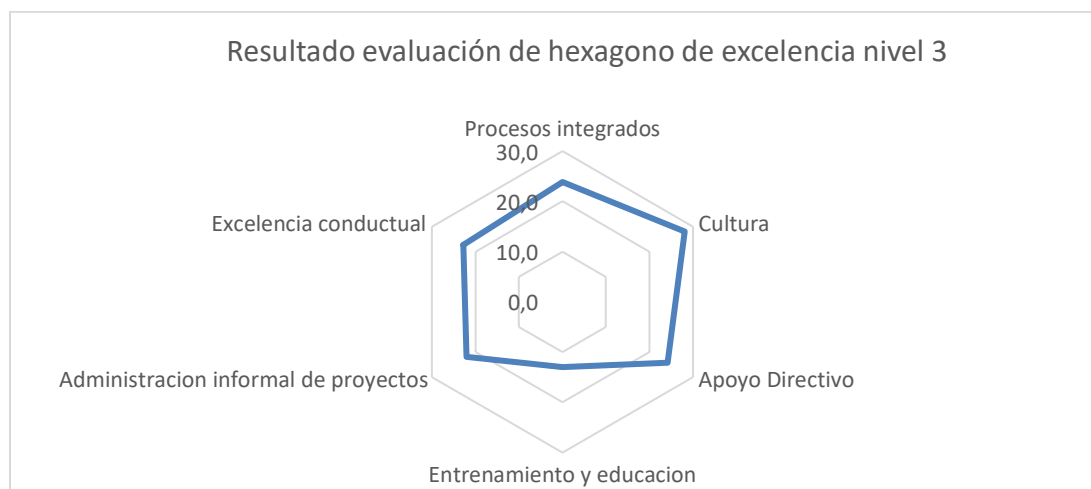 Resultado evaluación de hexagono de excelencia nivel 3
Procesos integrados
30,0
20,0
10,0
0,0
Excelencia conductual
Cultura
Administracion informal de proyectos
Apoyo Directivo
Entrenamiento y educacion